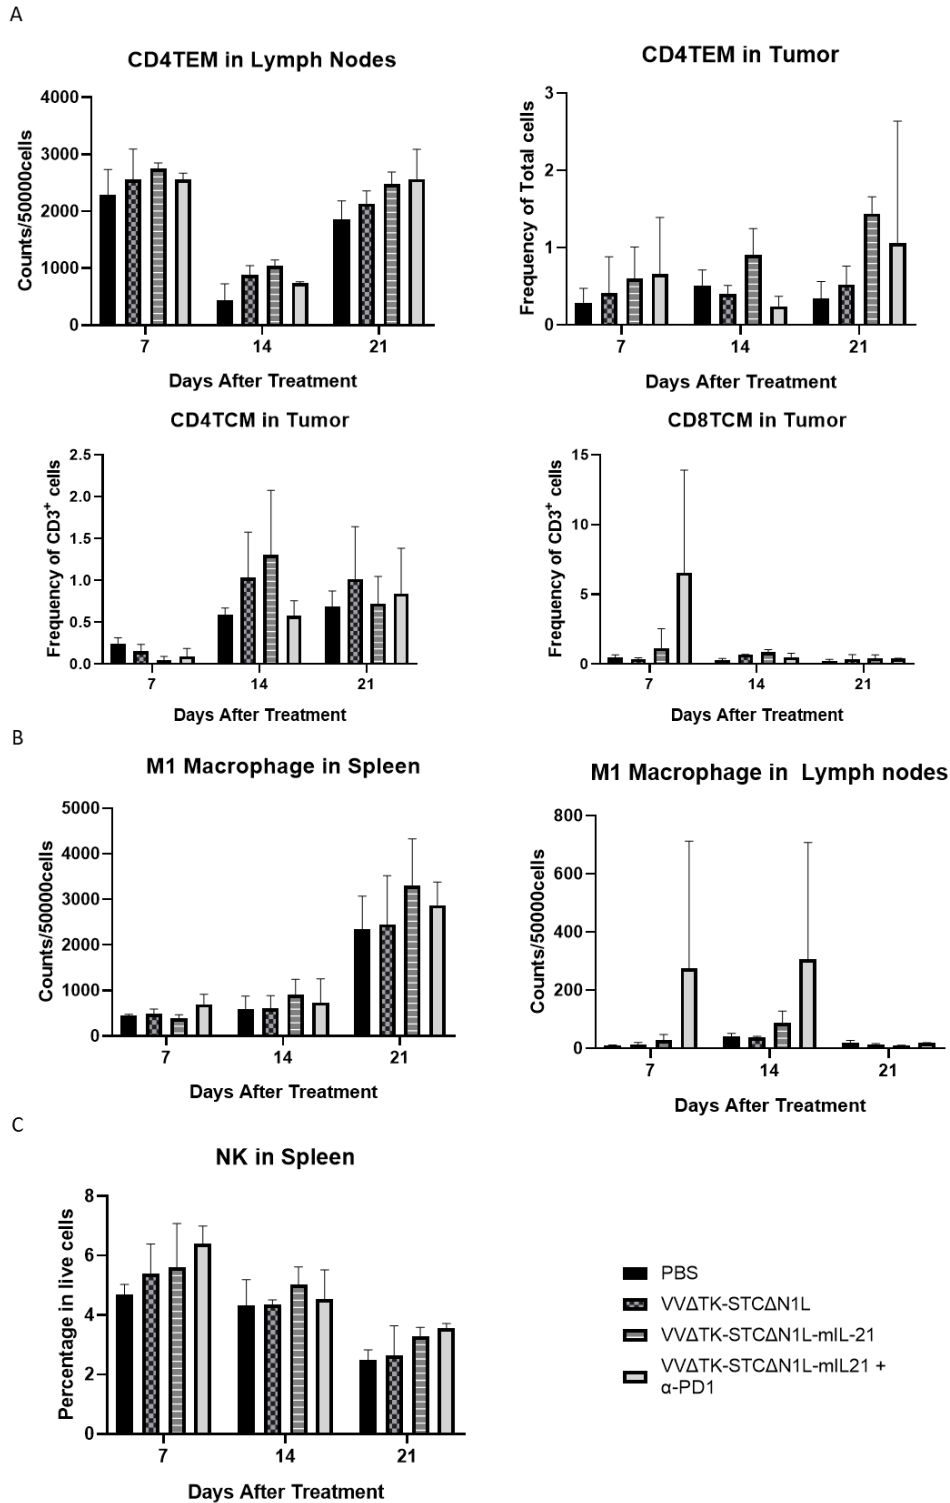 A
CD4TEM in Lymph Nodes
Counts/50000cells
4000
3000
2000
1000
0
7 14 21
Days After Treatment
CD4TEM in Tumor
Frequency of Total cells
3
2
1
0
7 14 21
Days After Treatment
CD4TCM in Tumor
Frequency of CD3⁺ cells
2.5
2.0
1.5
1.0
0.5
0.0
7 14 21
Days After Treatment
CD8TCM in Tumor
Frequency of CD3⁺ cells
15
10
5
0
7 14 21
Days After Treatment
B
M1 Macrophage in Spleen
Counts/50000cells
5000
4000
3000
2000
1000
0
7 14 21
Days After Treatment
M1 Macrophage in Lymph nodes
Counts/50000cells
800
600
400
200
0
7 14 21
Days After Treatment
C
NK in Spleen
Percentage in live cells
8
6
4
2
0
7 14 21
Days After Treatment
PBS
VVΔTK-STCΔN1L
VVΔTK-STCΔN1L-mIL-21
VVΔTK-STCΔN1L-mIL21 +
α-PD1